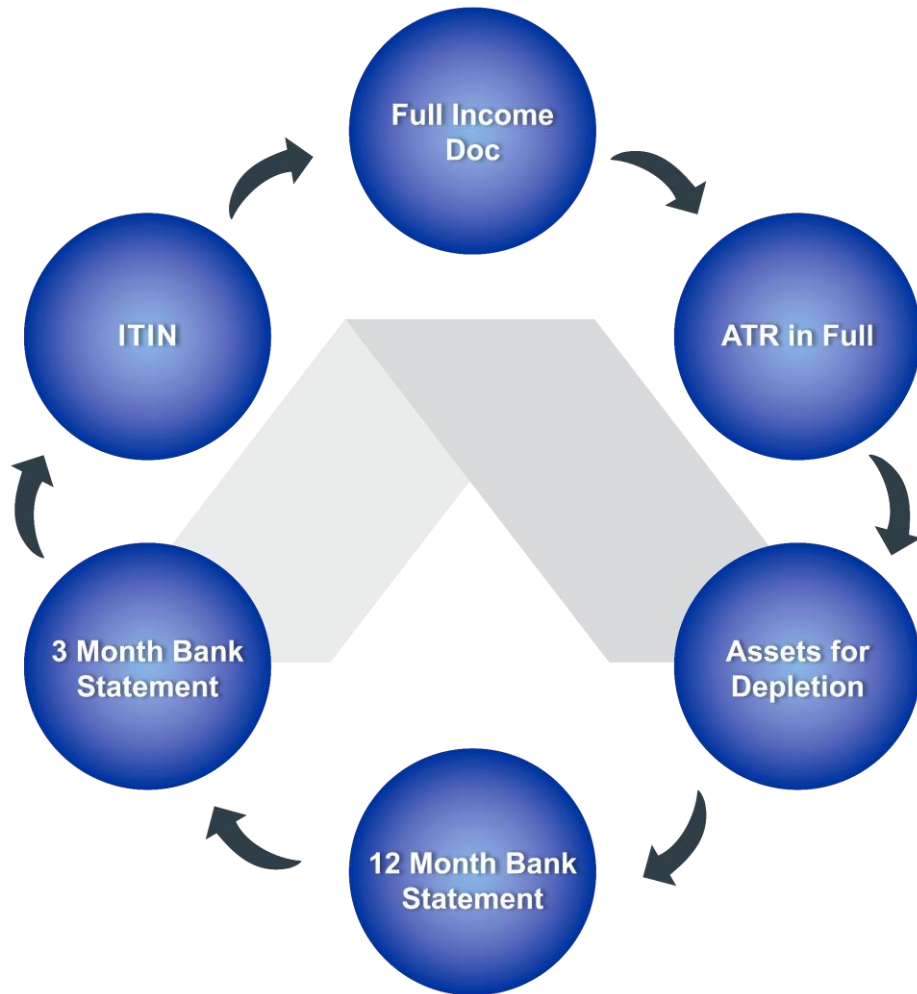 Full Income
Doc
ATR in Full
Assets for
Depletion
12 Month Bank
Statement
3 Month Bank
Statement
ITIN